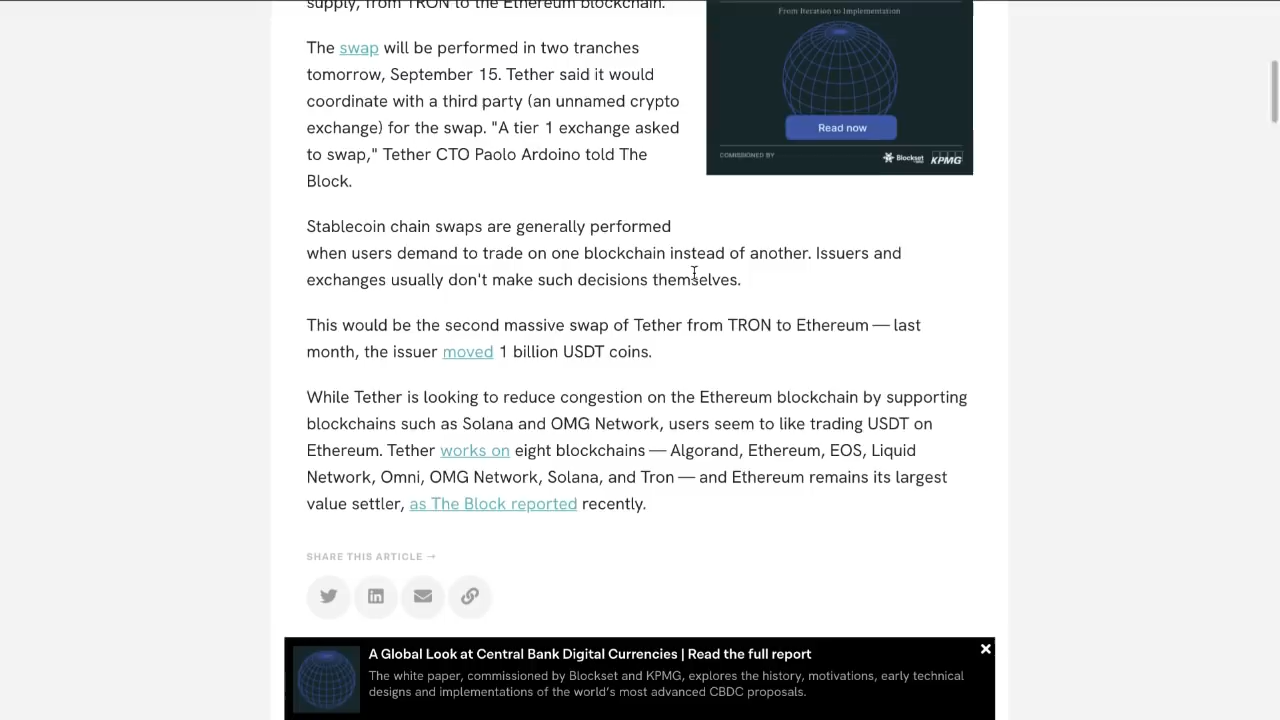 supply, from TRON to the Ethereum blockchain.
The swap will be performed in two tranches
tomorrow, September 15. Tether said it would
coordinate with a third party (an unnamed crypto
exchange) for the swap. "A tier 1 exchange asked
to swap," Tether CTO Paolo Ardoino told The
Block.
From Iteration to Implementation
Read now
COMISSIONED BY
Blockset
KPMG
Stablecoin chain swaps are generally performed
when users demand to trade on one blockchain instead of another. Issuers and
exchanges usually don't make such decisions themselves.
This would be the second massive swap of Tether from TRON to Ethereum — last
month, the issuer moved 1 billion USDT coins.
While Tether is looking to reduce congestion on the Ethereum blockchain by supporting
blockchains such as Solana and OMG Network, users seem to like trading USDT on
Ethereum. Tether works on eight blockchains — Algorand, Ethereum, EOS, Liquid
Network, Omni, OMG Network, Solana, and Tron — and Ethereum remains its largest
value settler, as The Block reported recently.
SHARE THIS ARTICLE →
A Global Look at Central Bank Digital Currencies | Read the full report
The white paper, commissioned by Blockset and KPMG, explores the history, motivations, early technical
designs and implementations of the world's most advanced CBDC proposals.